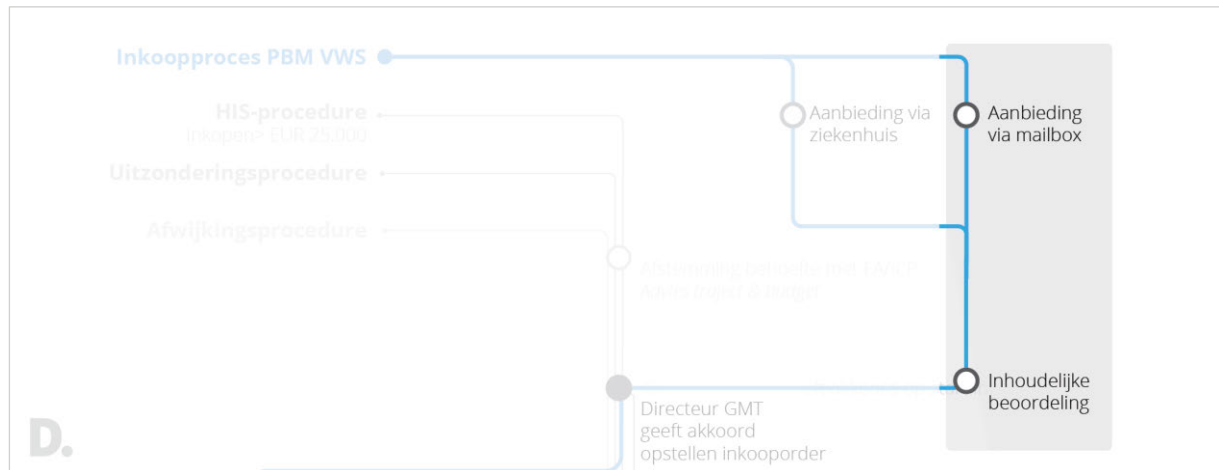 Inkoopproces PBM VWS
HIS-procedure
Inkopen> EUR 25.000
Uitzonderingsprocedure
Afwijkingsprocedure
Aanbieding via
ziekenhuis
Aanbieding
via mailbox
Inhoudelijke
beoordeling
Directeur GMT
geeft akkoord
opstellen inkooporder
D.